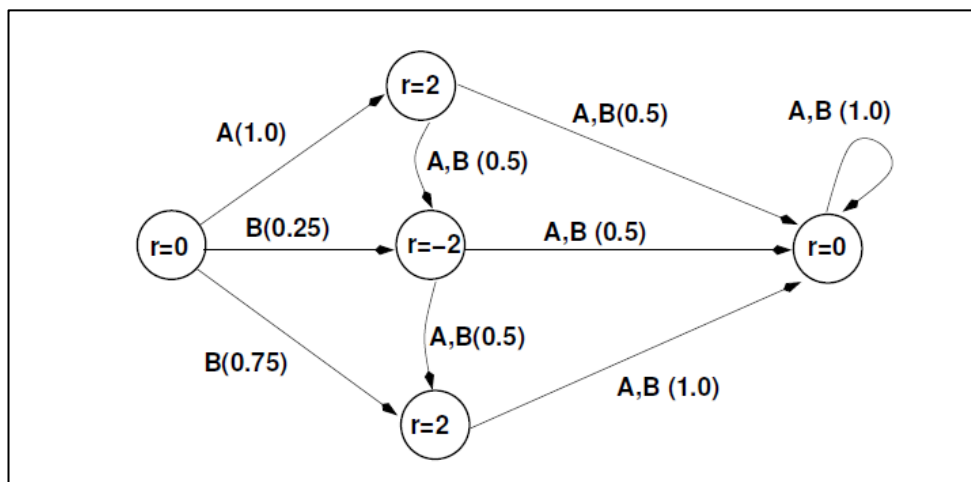 r=2
A,B(0.5)
A,B (1.0)
A(1.0)
A,B (0.5)
r=0
B(0.25)
r=−2
A,B (0.5)
r=0
A,B(0.5)
B(0.75)
A,B (1.0)
r=2